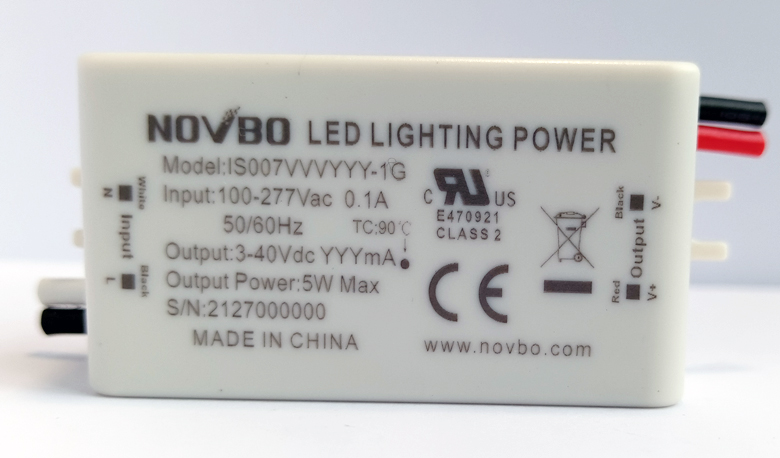 NOVBO LED LIGHTING POWER
Model:IS007VVVYYY-1G
Input:100-277Vac 0.1A
50/60Hz TC:90℃
Output:3-40Vdc YYYmA
Output Power:5W Max
S/N:2127000000
MADE IN CHINA
C RU US
E470921
CLASS 2
CE
www.novbo.com
White
N
Input
Black
L
Black
V-
Output
Red
V+